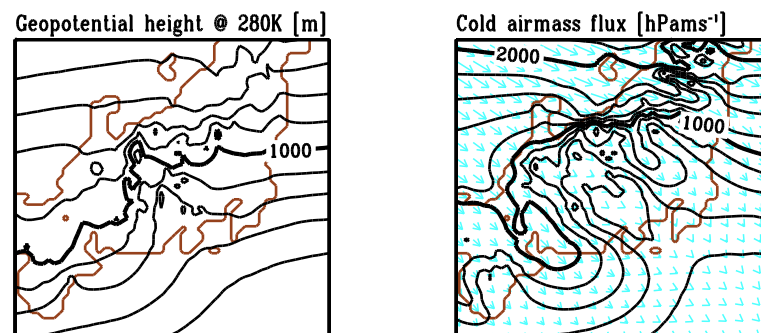 Geopotential height @ 280K [m]
1000
Cold airmass flux [hPams⁻¹]
2000
1000